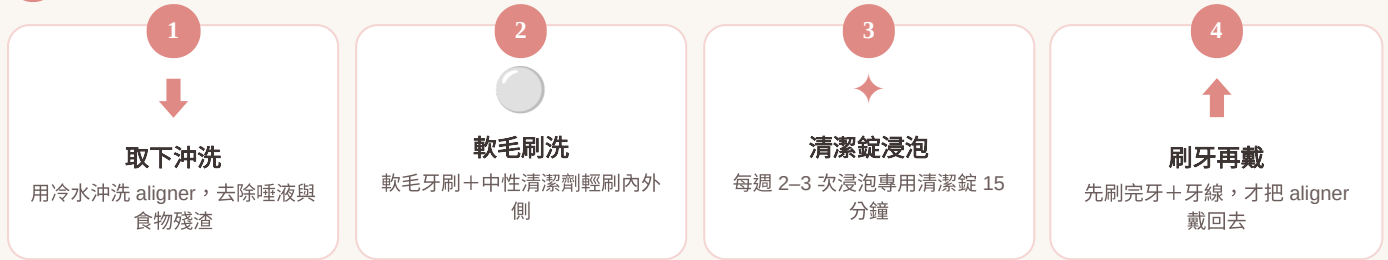 1
取下沖洗
用冷水沖洗 aligner，去除唾液與
食物殘渣
2
軟毛刷洗
軟毛牙刷＋中性清潔劑輕刷內外
側
3
清潔錠浸泡
每週 2–3 次浸泡專用清潔錠 15
分鐘
4
刷牙再戴
先刷完牙＋牙線，才把 aligner
戴回去